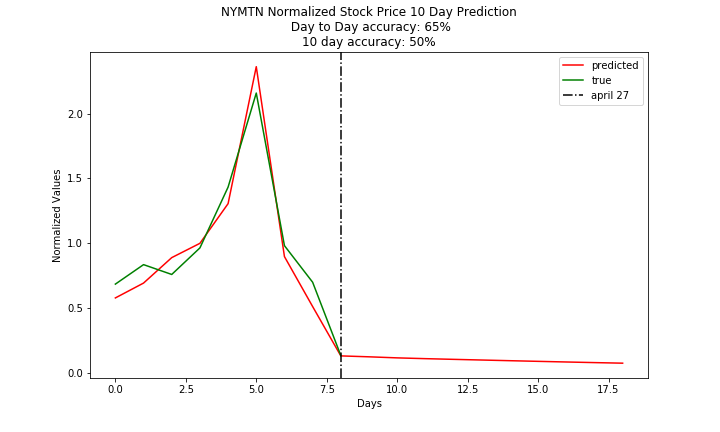 NYMTN Normalized Stock Price 10 Day Prediction
Day to Day accuracy: 65%
10 day accuracy: 50%
predicted
true
april 27
Normalized Values
2.0
1.5
1.0
0.5
0.0
0.0 2.5 5.0 7.5 10.0 12.5 15.0 17.5
Days